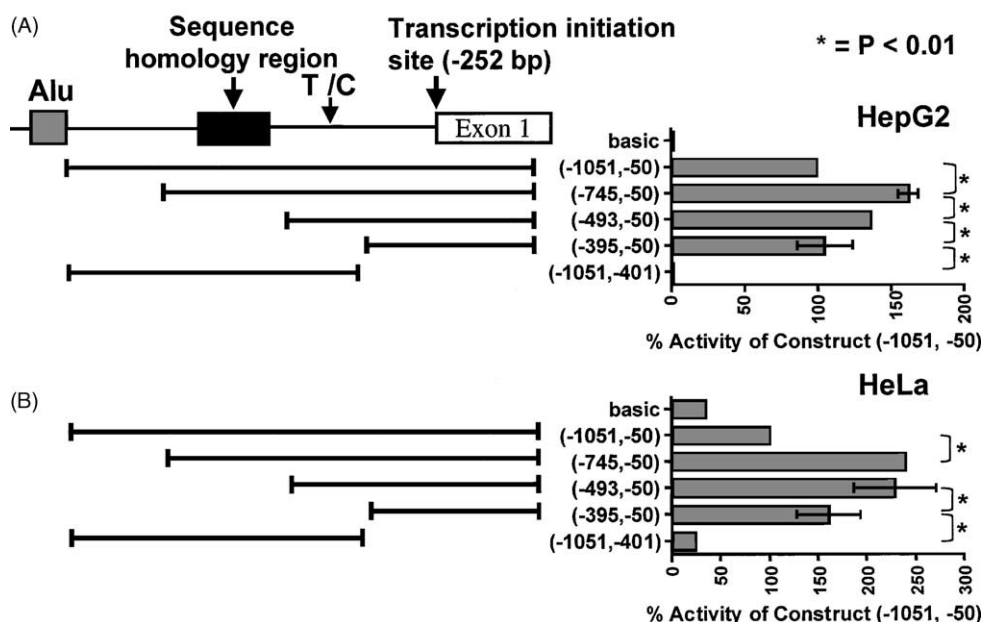 (A)
Sequence
homology region
Transcription initiation
site (-252 bp)
* = P < 0.01
Alu
T /C
Exon 1
HepG2
basic
(-1051,-50)
(-745,-50)
(-493,-50)
(-395,-50)
(-1051,-401)
*
*
*
*
0
50
100
150
200
% Activity of Construct (-1051, -50)
(B)
HeLa
basic
(-1051,-50)
(-745,-50)
(-493,-50)
(-395,-50)
(-1051,-401)
*
*
*
0
50
100
150
200
250
300
% Activity of Construct (-1051, -50)